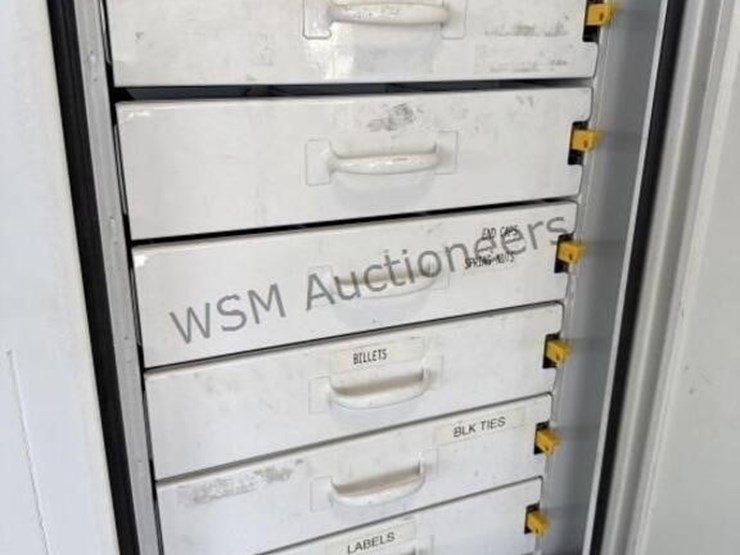 END CAPS
SPRING NUTS
WSM Auctioneers
BILLETS
BLK TIES
LABELS